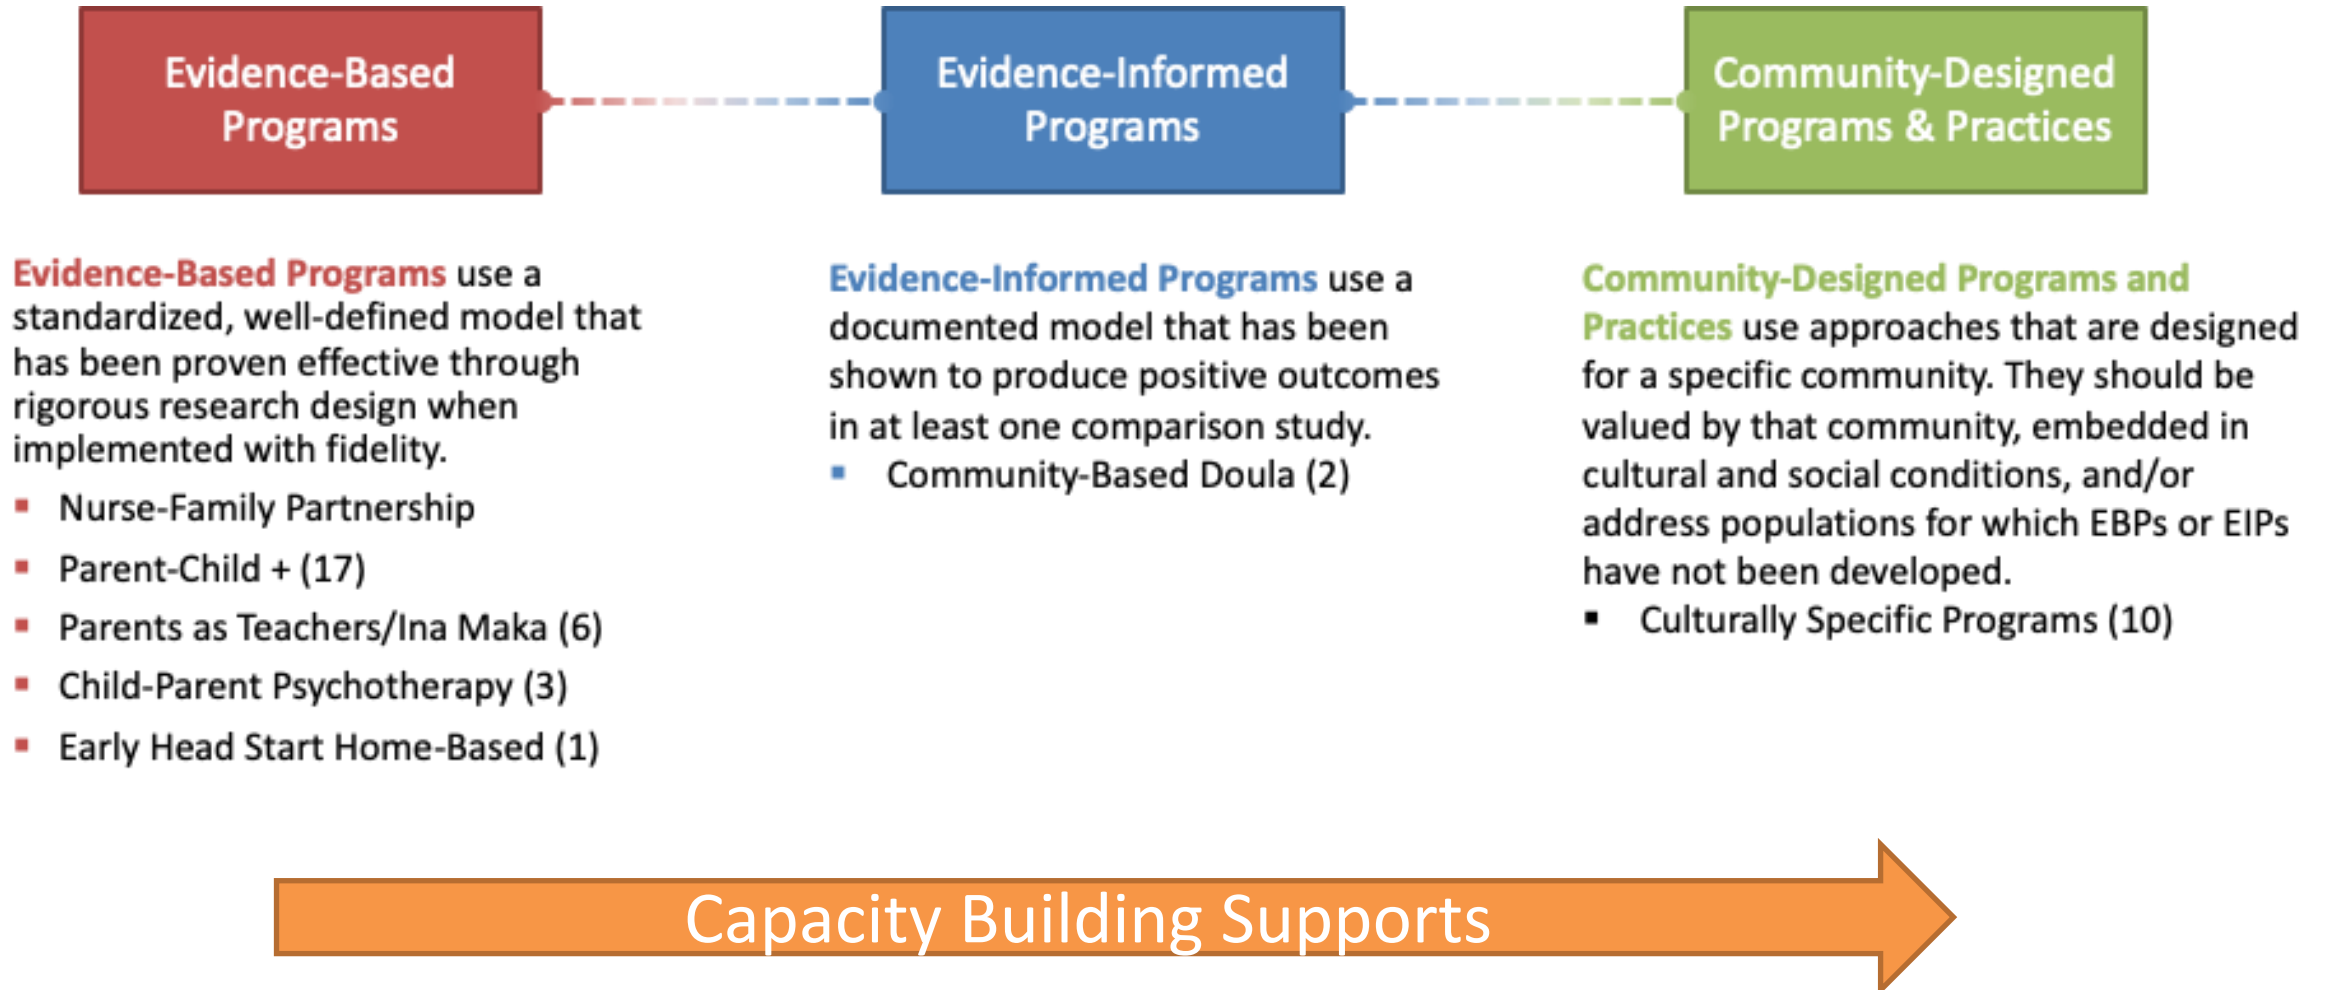 Evidence-Based
Programs
Evidence-Informed
Programs
Community-Designed
Programs & Practices
Evidence-Based Programs use a
standardized, well-defined model that
has been proven effective through
rigorous research design when
implemented with fidelity.
▪ Nurse-Family Partnership
▪ Parent-Child + (17)
▪ Parents as Teachers/Ina Maka (6)
▪ Child-Parent Psychotherapy (3)
▪ Early Head Start Home-Based (1)
Evidence-Informed Programs use a
documented model that has been
shown to produce positive outcomes
in at least one comparison study.
▪ Community-Based Doula (2)
Community-Designed Programs and
Practices use approaches that are designed
for a specific community. They should be
valued by that community, embedded in
cultural and social conditions, and/or
address populations for which EBPs or EIPs
have not been developed.
▪ Culturally Specific Programs (10)
Capacity Building Supports